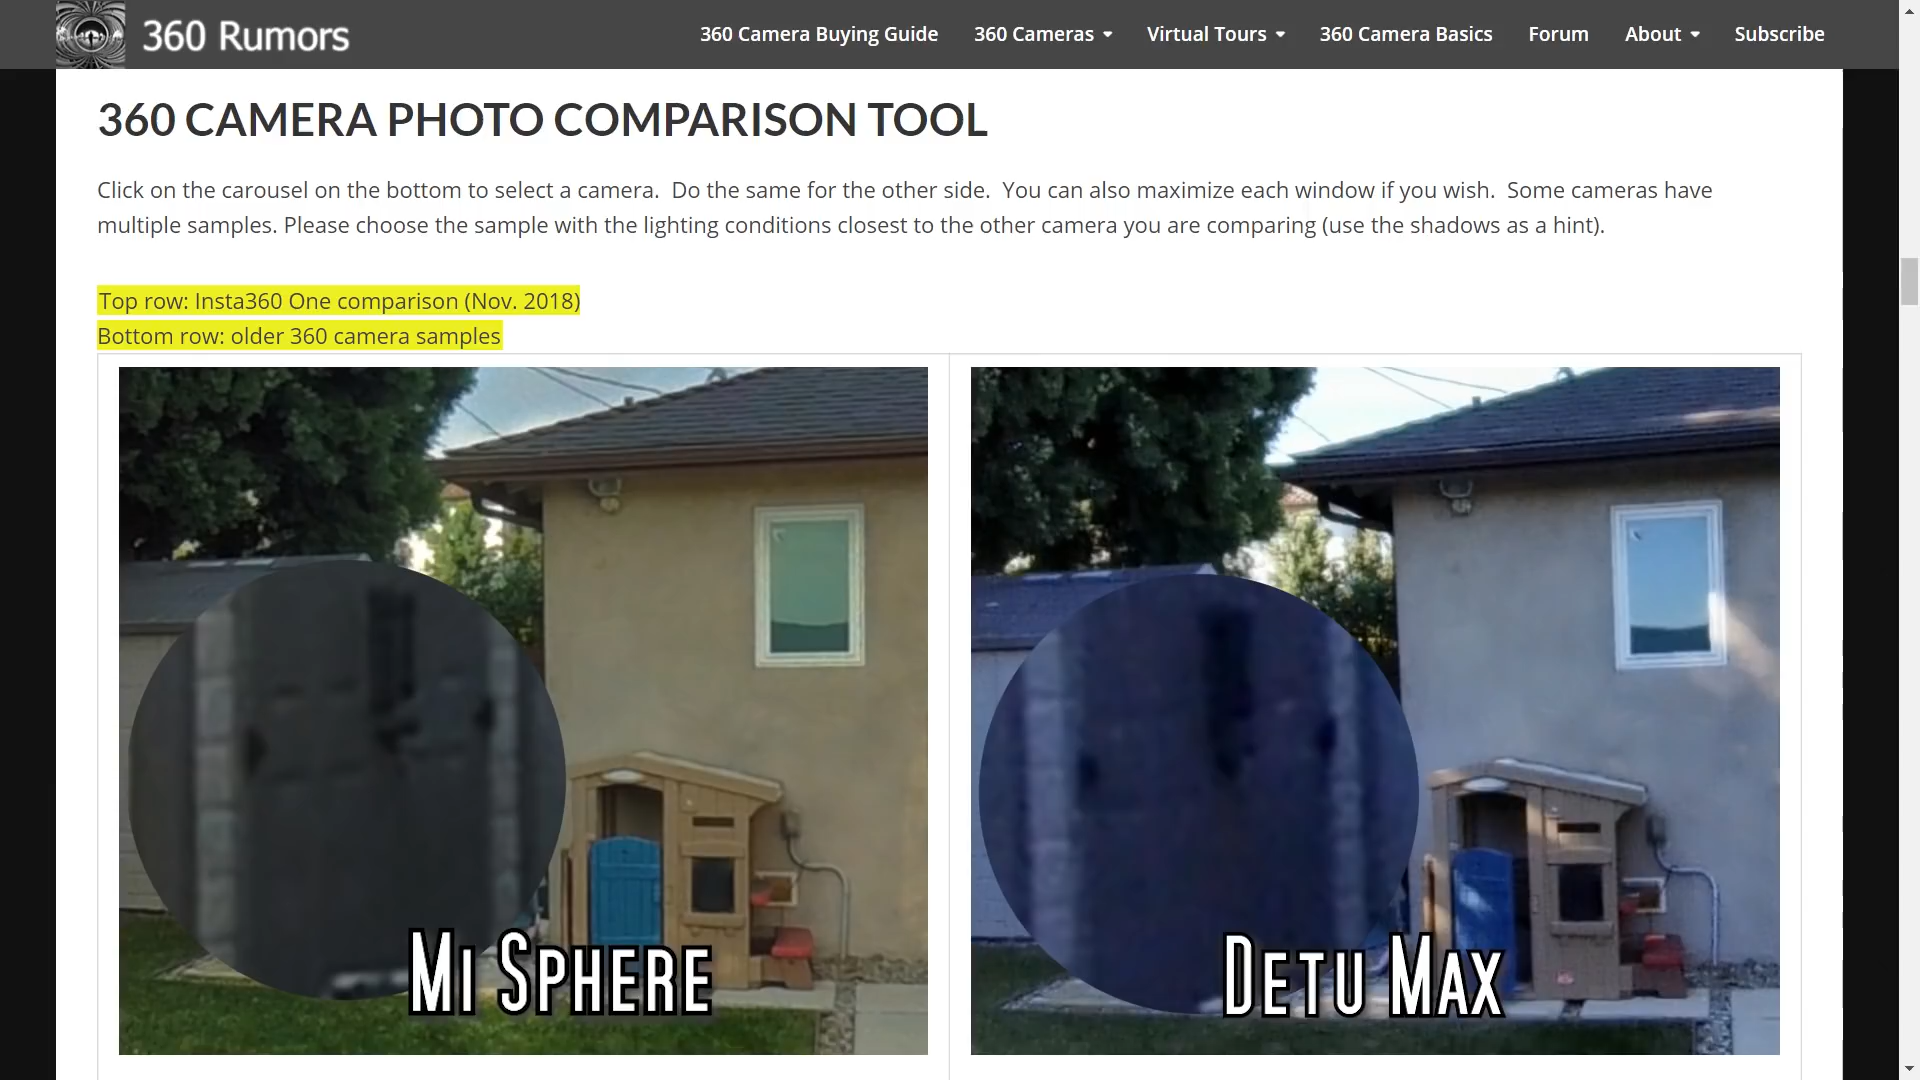 360 Rumors
360 Camera Buying Guide 360 Cameras Virtual Tours 360 Camera Basics Forum About Subscribe
360 CAMERA PHOTO COMPARISON TOOL
Click on the carousel on the bottom to select a camera. Do the same for the other side. You can also maximize each window if you wish. Some cameras have
multiple samples. Please choose the sample with the lighting conditions closest to the other camera you are comparing (use the shadows as a hint).
Top row: Insta360 One comparison (Nov. 2018)
Bottom row: older 360 camera samples
MI SPHERE
DETU MAX